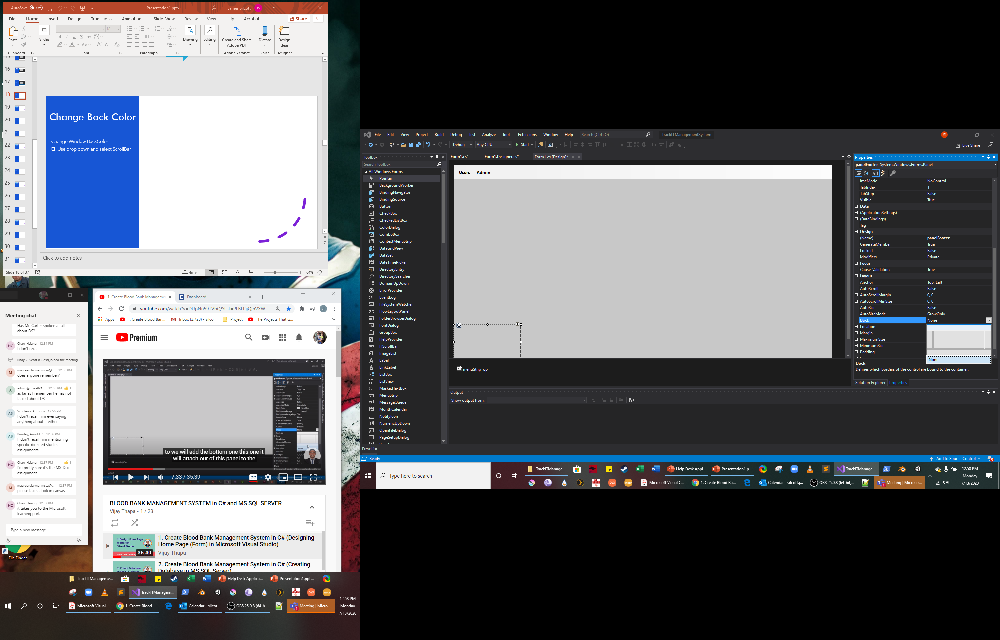 AutoSave Off Presentation1.pptx James Silcott JS
File Home Insert Design Transitions Animations Slide Show Review View Help Acrobat Share
Paste Slides Drawing Editing Create and Share Adobe PDF Dictate Design Ideas
Clipboard Font Paragraph Adobe Acrobat Voice Designer
18
16
17
18
19
20
21
22
23
24
25
26
27
28
29
30
31
Change Back Color
Change Window BackColor
Use drop down and select ScrollBar
Click to add notes
Slide 18 of 37 Notes 64%
Meeting chat
Has Mr. Carter spoken at all
about DS?
HC Chan, Hsiang 12:54 PM
I don't recall
Rhay C. Scott (Guest) joined the meeting.
M maureen.farmer.mssa@... 12:56 PM
does anyone remember?
A admin@mssa921... 12:56 PM 1
as far as I remember he has not
talked about DS
AS Scholeno, Anthony 12:56 PM
I don't recall him ever saying
anything about it either.
AB Burnley, Arnold R. 12:56 PM
I don't recall him mentioning
specific directed studies
assignments
HC Chan, Hsiang 12:57 PM 1
I'm pretty sure it's the MS-Doc
assignment
M maureen.farmer.mssa@... 12:57 PM
please take a look in canvas
HC Chan, Hsiang 12:57 PM
it takes you to the Microsoft
learning portal
Type a new message
File Finder
1. Create Blood Bank Manageme Dashboard
youtube.com/watch?v=DUpNn59TVbQ&list=PLBLPjjQlnVXW... J
Apps 1. Create Blood Ban... Inbox (2,728) - silco... Project The Projects That G... »
Premium
to we will add the bottom one this one it
will attach our of this panel to the
7:33 / 35:39
BLOOD BANK MANAGEMENT SYSTEM in C# and MS SQL SERVER
Vijay Thapa - 1 / 23
1. Design Home Page
(Form) on
Visual Studio
35:40
1. Create Blood Bank Management System in C# (Designing
Home Page (Form) in Microsoft Visual Studio)
Vijay Thapa
2. Create Blood Bank Management System in C# (Creating
Database in MS SQL Server)
TrackITManageme... Help Desk Applica... Presentation1.ppt...
TrackITManagem... DeX Wear
Microsoft Visual ... 1. Create Blood ... Calendar - silcot... OBS 25.0.8 (64-b... Meeting | Micro...
12:58 PM
Monday
7/13/2020
File Edit View Project Build Debug Test Analyze Tools Extensions Window Help Search (Ctrl+Q) TrackITManagementSystem JS
Debug Any CPU Start Live Share
Toolbox
Search Toolbox
All Windows Forms
Pointer
BackgroundWorker
BindingNavigator
BindingSource
Button
CheckBox
CheckedListBox
ColorDialog
ComboBox
ContextMenuStrip
DataGridView
DataSet
DateTimePicker
DirectoryEntry
DirectorySearcher
DomainUpDown
ErrorProvider
EventLog
FileSystemWatcher
FlowLayoutPanel
FolderBrowserDialog
FontDialog
GroupBox
HelpProvider
HScrollBar
ImageList
Label
LinkLabel
ListBox
ListView
MaskedTextBox
MenuStrip
MessageQueue
MonthCalendar
NotifyIcon
NumericUpDown
OpenFileDialog
PageSetupDialog
Form1.cs* Form1.Designer.cs* Form1.cs [Design]*
Users Admin
menuStripTop
Output
Show output from:
Error List
Properties
panelFooter System.Windows.Forms.Panel
ImeMode NoControl
TabIndex 1
TabStop False
Visible True
Data
(ApplicationSettings)
(DataBindings)
Tag
Design
(Name) panelFooter
GenerateMember True
Locked False
Modifiers Private
Focus
CausesValidation True
Layout
Anchor Top, Left
AutoScroll False
AutoScrollMargin 0, 0
AutoScrollMinSize 0, 0
AutoSize False
AutoSizeMode GrowOnly
Dock None
Location
Margin
MaximumSize
MinimumSize
Padding
None
Dock
Defines which borders of the control are bound to the container.
Solution Explorer Properties
Ready Add to Source Control 5
Type here to search
TrackITManage... Help Desk Appl... Presentation1.p... TrackITManage...
DeX Wear Microsoft Visual C... 1. Create Blood Ba... Calendar - silcott.j... OBS 25.0.8 (64-bit,... Meeting | Microso...
12:58 PM
Monday
7/13/2020